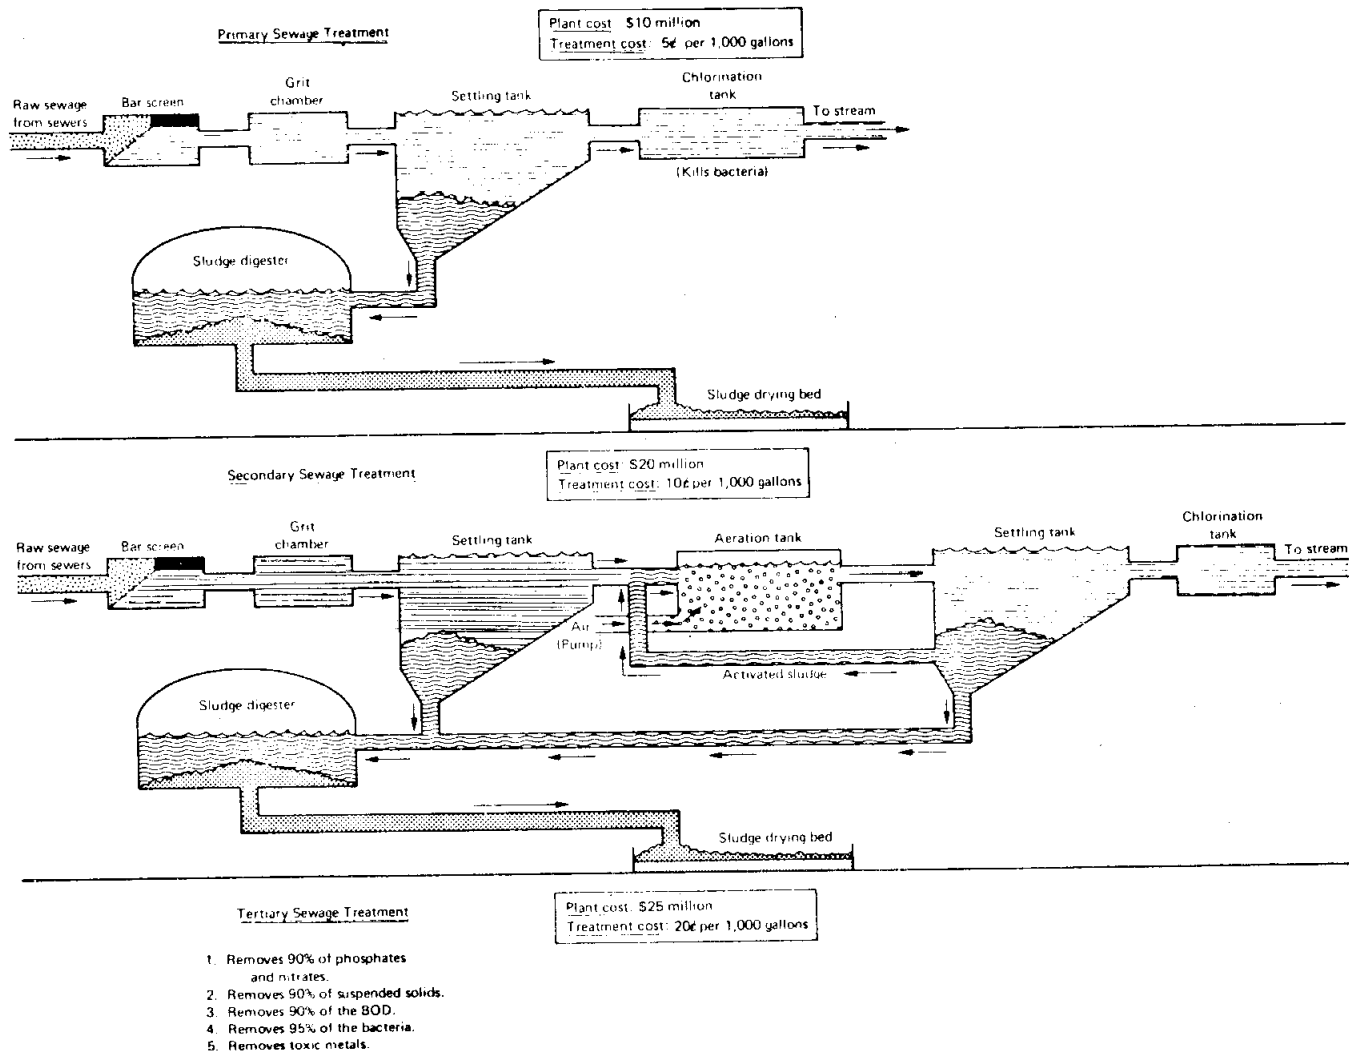 Primary Sewage Treatment
Plant cost $10 million
Treatment cost: 5¢ per 1,000 gallons
Raw sewage
from sewers
Bar screen
Grit
chamber
Settling tank
Chlorination
tank
To stream
(Kills bacteria)
Sludge digester
Sludge drying bed
Secondary Sewage Treatment
Plant cost: $20 million
Treatment cost: 10¢ per 1,000 gallons
Raw sewage
from sewers
Bar screen
Grit
chamber
Settling tank
Aeration tank
Settling tank
Chlorination
tank
To stream
Air
(Pump)
Activated sludge
Sludge digester
Sludge drying bed
Tertiary Sewage Treatment
Plant cost: $25 million
Treatment cost: 20¢ per 1,000 gallons
1. Removes 90% of phosphates
and nitrates.
2. Removes 90% of suspended solids.
3. Removes 90% of the BOD.
4. Removes 95% of the bacteria.
5. Removes toxic metals.